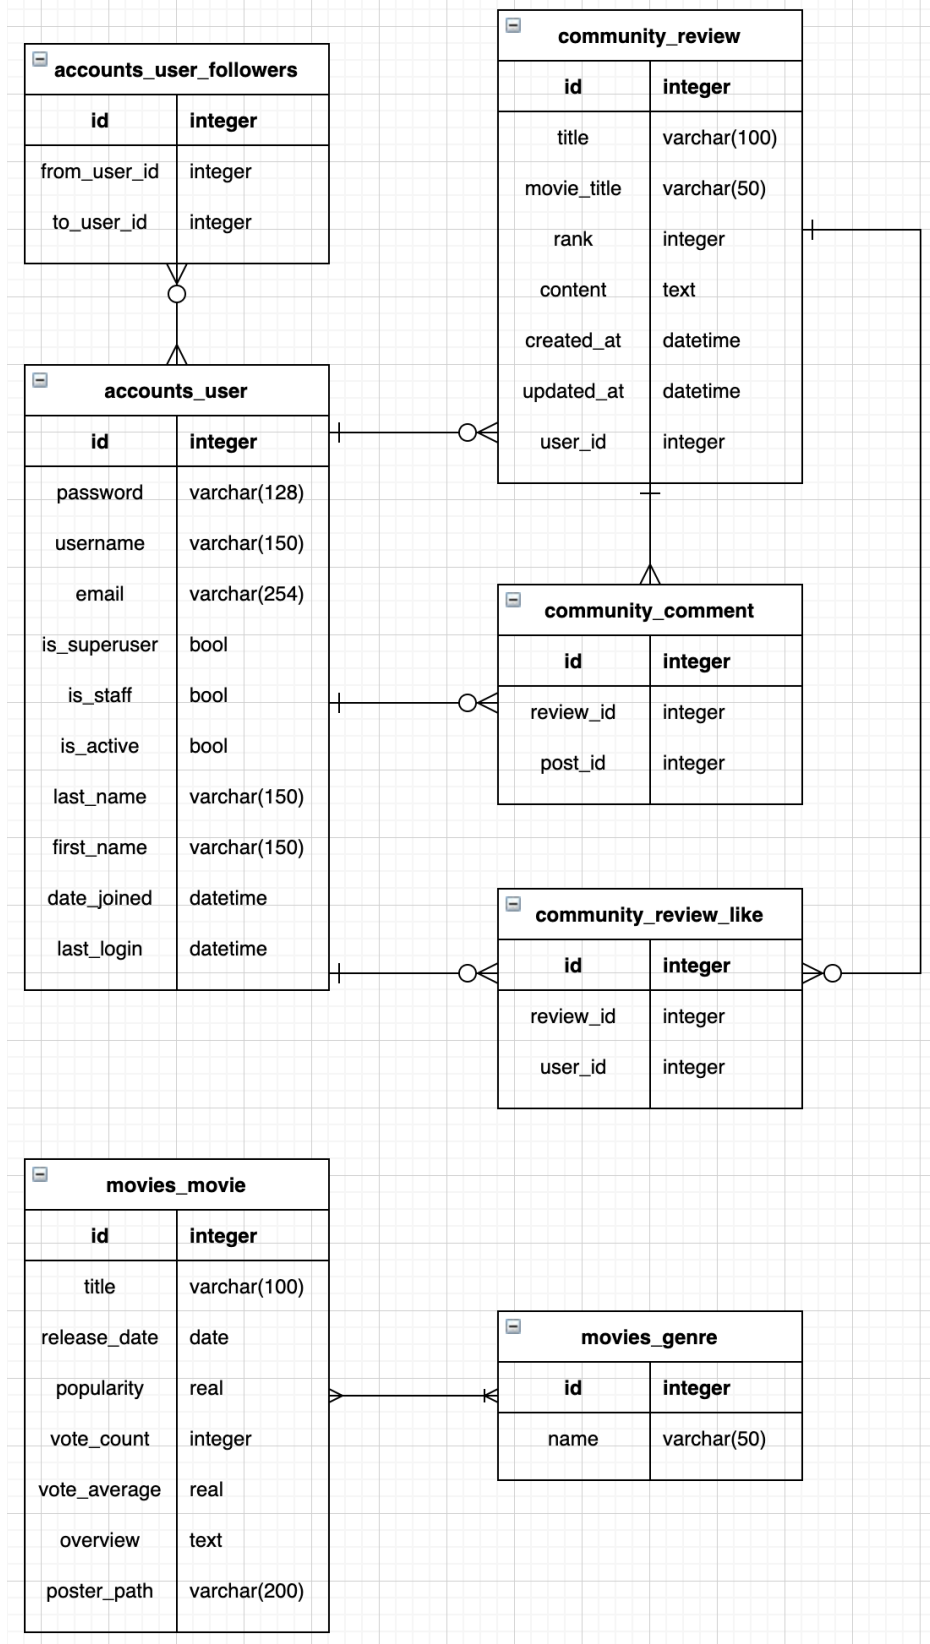 accounts_user_followers
id integer
from_user_id integer
to_user_id integer
community_review
id integer
title varchar(100)
movie_title varchar(50)
rank integer
content text
created_at datetime
updated_at datetime
user_id integer
accounts_user
id integer
password varchar(128)
username varchar(150)
email varchar(254)
is_superuser bool
is_staff bool
is_active bool
last_name varchar(150)
first_name varchar(150)
date_joined datetime
last_login datetime
community_comment
id integer
review_id integer
post_id integer
community_review_like
id integer
review_id integer
user_id integer
movies_movie
id integer
title varchar(100)
release_date date
popularity real
vote_count integer
vote_average real
overview text
poster_path varchar(200)
movies_genre
id integer
name varchar(50)